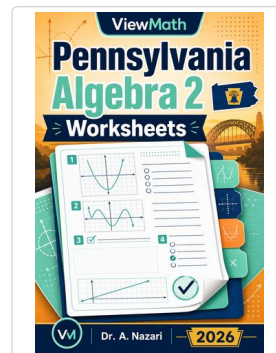 ViewMath
Pennsylvania
Algebra 2
Worksheets
1
2
3
4
VM
Dr. A. Nazari
2026